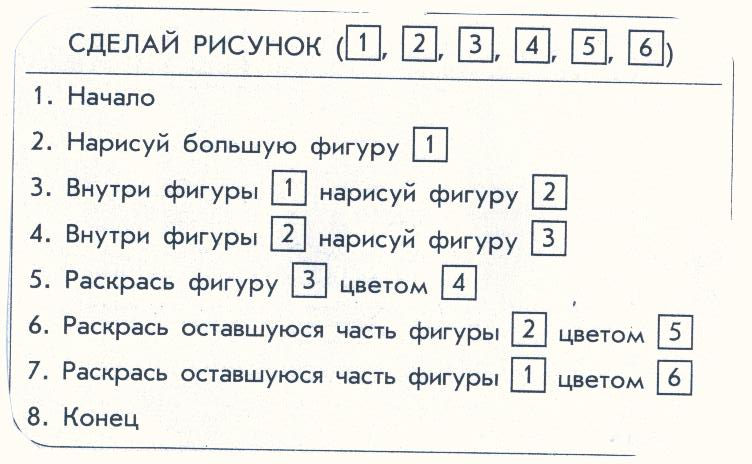 СДЕЛАЙ РИСУНОК (1, 2, 3, 4, 5, 6)
1. Начало
2. Нарисуй большую фигуру 1
3. Внутри фигуры 1 нарисуй фигуру 2
4. Внутри фигуры 2 нарисуй фигуру 3
5. Раскрась фигуру 3 цветом 4
6. Раскрась оставшуюся часть фигуры 2 цветом 5
7. Раскрась оставшуюся часть фигуры 1 цветом 6
8. Конец